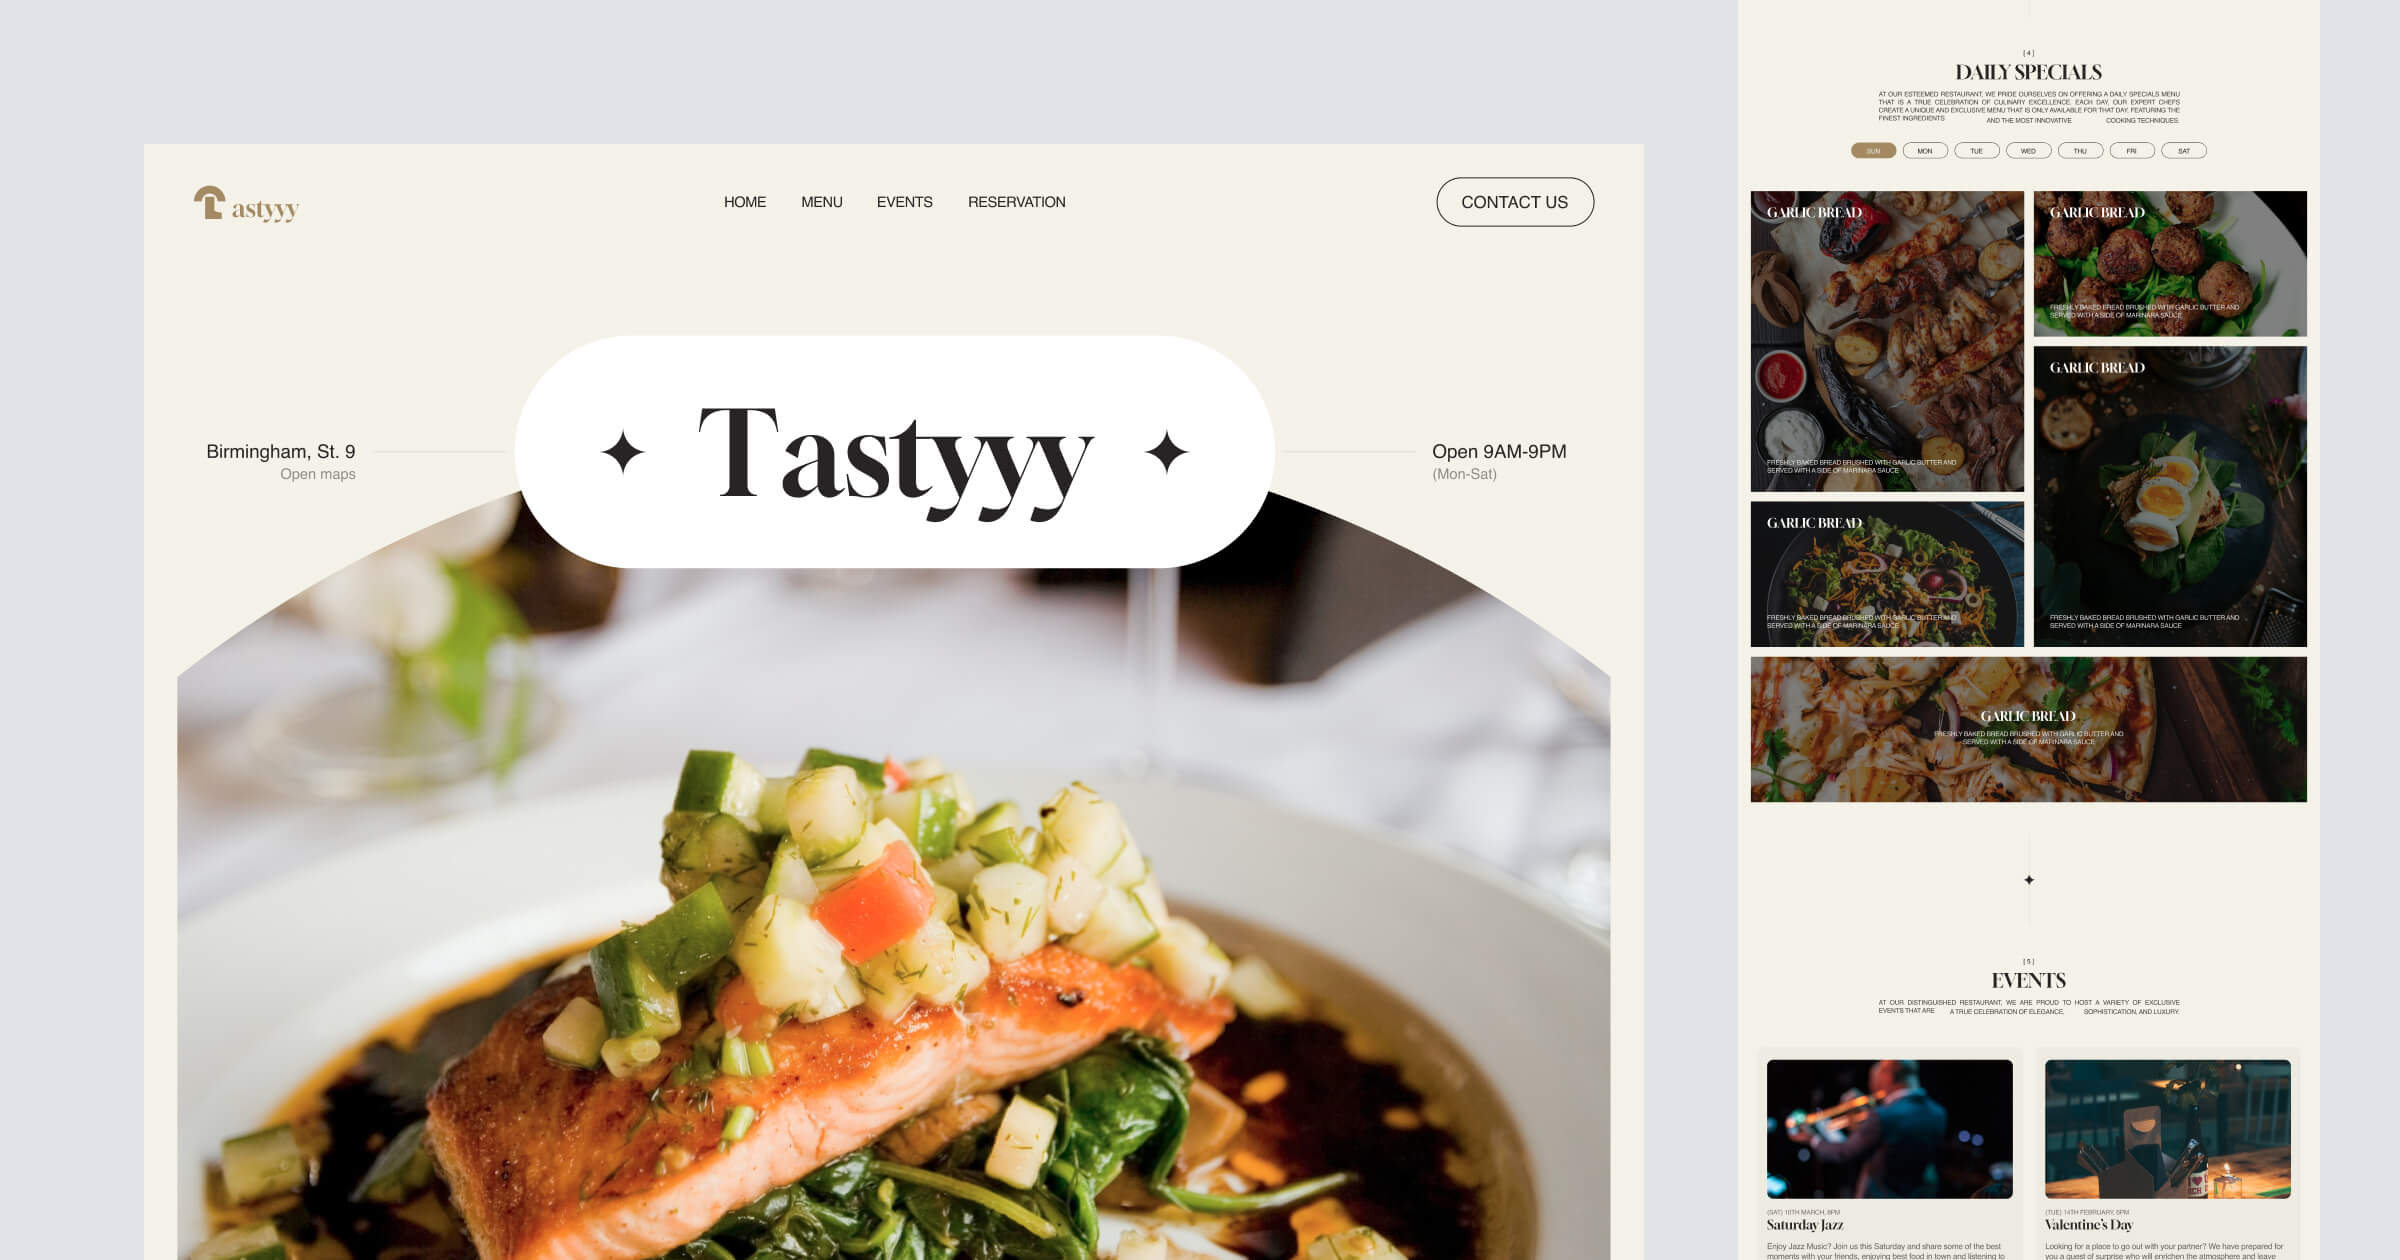 Tastyyy
HOME
MENU
EVENTS
RESERVATION
CONTACT US
Birmingham, St. 9
Open maps
Tastyyy
Open 9AM-9PM
(Mon-Sat)
[ 4 ]
DAILY SPECIALS
AT OUR ESTEEMED RESTAURANT, WE PRIDE OURSELVES ON OFFERING A DAILY SPECIALS MENU
THAT IS A TRUE CELEBRATION OF CULINARY EXCELLENCE. EACH DAY, OUR EXPERT CHEFS
CREATE A UNIQUE AND EXCLUSIVE MENU THAT IS ONLY AVAILABLE FOR THAT DAY, FEATURING THE
FINEST INGREDIENTS AND THE MOST INNOVATIVE COOKING TECHNIQUES.
SUN
MON
TUE
WED
THU
FRI
SAT
GARLIC BREAD
FRESHLY BAKED BREAD BRUSHED WITH GARLIC BUTTER AND
SERVED WITH A SIDE OF MARINARA SAUCE
GARLIC BREAD
FRESHLY BAKED BREAD BRUSHED WITH GARLIC BUTTER AND
SERVED WITH A SIDE OF MARINARA SAUCE
GARLIC BREAD
FRESHLY BAKED BREAD BRUSHED WITH GARLIC BUTTER AND
SERVED WITH A SIDE OF MARINARA SAUCE
GARLIC BREAD
FRESHLY BAKED BREAD BRUSHED WITH GARLIC BUTTER AND
SERVED WITH A SIDE OF MARINARA SAUCE
GARLIC BREAD
FRESHLY BAKED BREAD BRUSHED WITH GARLIC BUTTER AND
SERVED WITH A SIDE OF MARINARA SAUCE
[ 5 ]
EVENTS
AT OUR DISTINGUISHED RESTAURANT, WE ARE PROUD TO HOST A VARIETY OF EXCLUSIVE
EVENTS THAT ARE A TRUE CELEBRATION OF ELEGANCE, SOPHISTICATION, AND LUXURY.
(SAT) 10TH MARCH, 8PM
Saturday Jazz
Enjoy Jazz Music? Join us this Saturday and share some of the best
moments with your friends, enjoying best food in town and listening to
(TUE) 14TH FEBRUARY, 5PM
Valentine's Day
Looking for a place to go out with your partner? We have prepared for
you a guest of surprise who will enrichen the atmosphere and leave